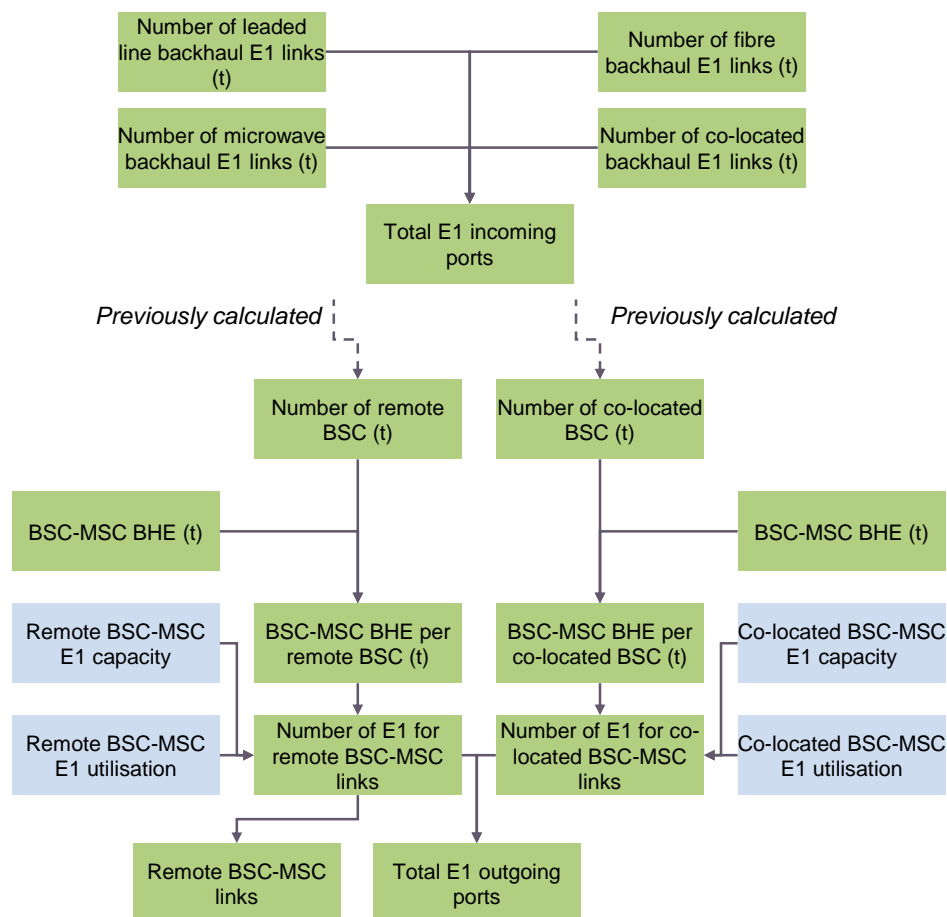 Number of leaded
line backhaul E1 links
(t)
Number of fibre
backhaul E1 links (t)
Number of microwave
backhaul E1 links (t)
Number of co-located
backhaul E1 links (t)
Total E1 incoming
ports
Previously calculated
Previously calculated
Number of remote
BSC (t)
Number of co-located
BSC (t)
BSC-MSC BHE (t)
BSC-MSC BHE (t)
Remote BSC-MSC
E1 capacity
BSC-MSC BHE per
remote BSC (t)
BSC-MSC BHE per
co-located BSC (t)
Co-located BSC-MSC
E1 capacity
Remote BSC-MSC
E1 utilisation
Number of E1 for
remote BSC-MSC
links
Number of E1 for co-
located BSC-MSC
links
Co-located BSC-MSC
E1 utilisation
Remote BSC-MSC
links
Total E1 outgoing
ports